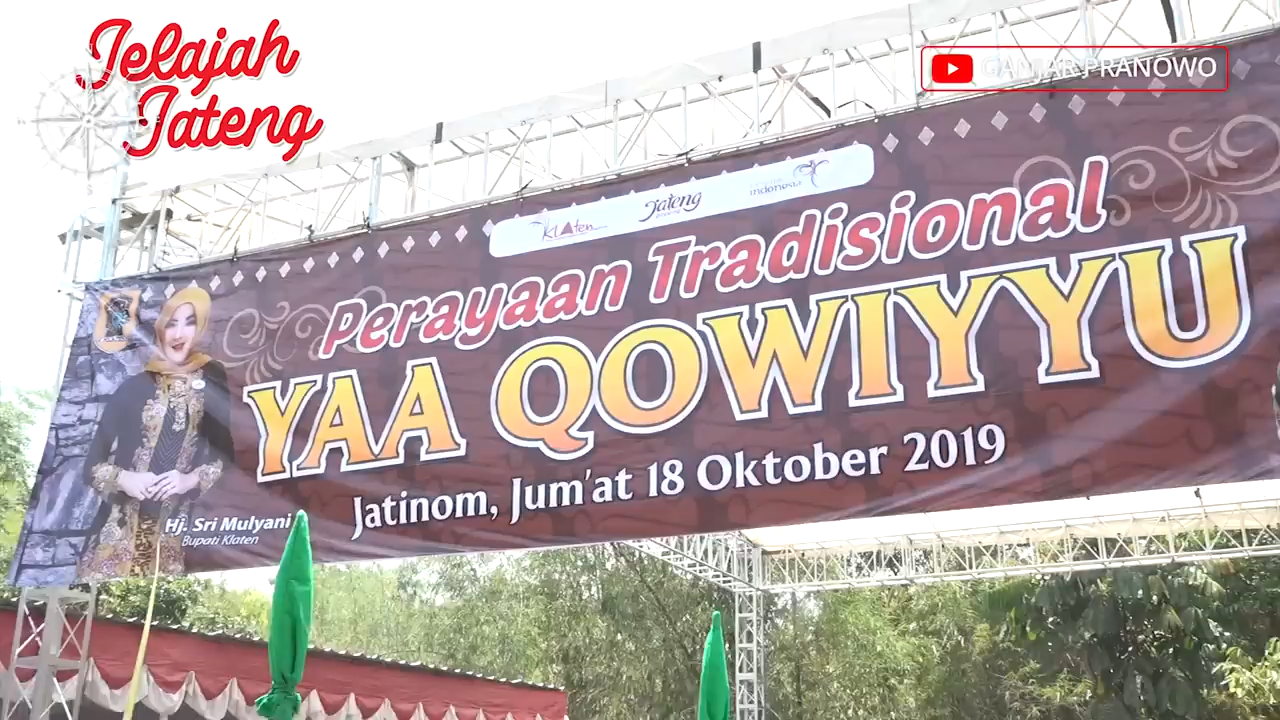 Jelajah
Jateng
GANJAR PRANOWO
Klaten
Jateng
indonesia
Perayaan Tradisional
YAA QOWIYYU
Jatinom, Jum'at 18 Oktober 2019
Hj. Sri Mulyani
Bupati Klaten